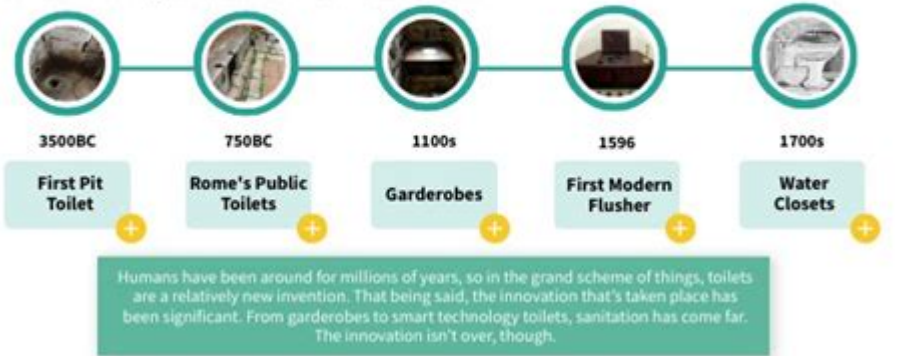 3500BC
750BC
1100s
1596
1700s
First Pit
Toilet
Rome's Public
Toilets
Garderobes
First Modern
Flusher
Water
Closets
Humans have been around for millions of years, so in the grand scheme of things, toilets
are a relatively new invention. That being said, the innovation that's taken place has
been significant. From garderobes to smart technology toilets, sanitation has come far.
The innovation isn't over, though.